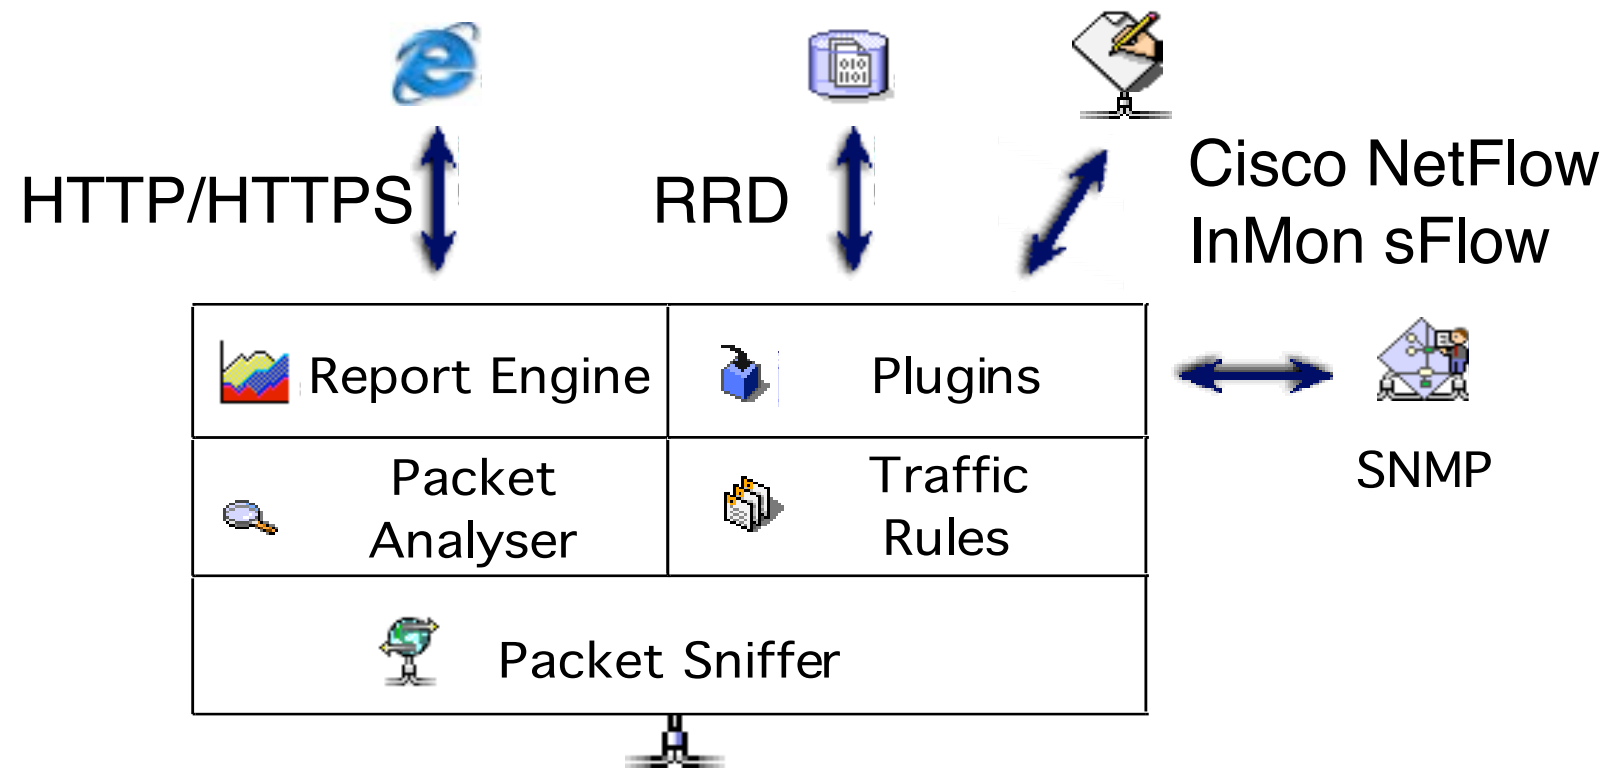 HTTP/HTTPS
RRD
Cisco NetFlow
InMon sFlow
Report Engine
Plugins
SNMP
Packet
Analyser
Traffic
Rules
Packet Sniffer